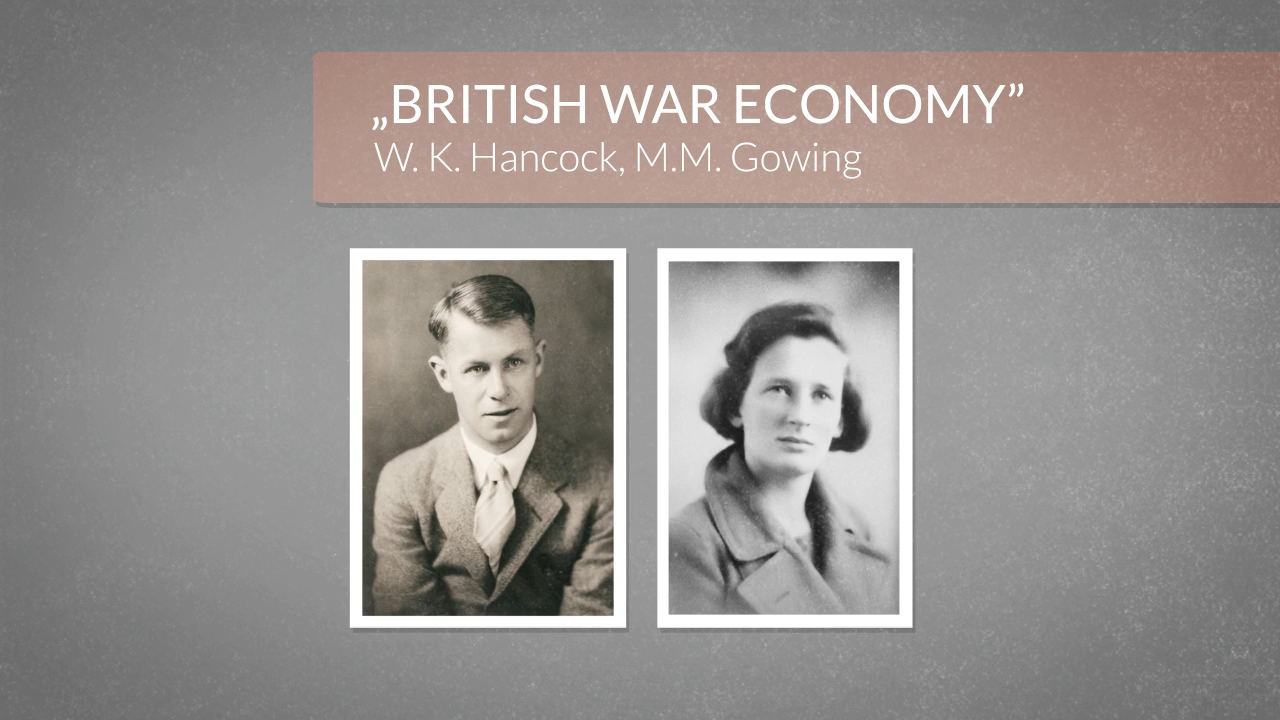 „BRITISH WAR ECONOMY”
W. K. Hancock, M.M. Gowing